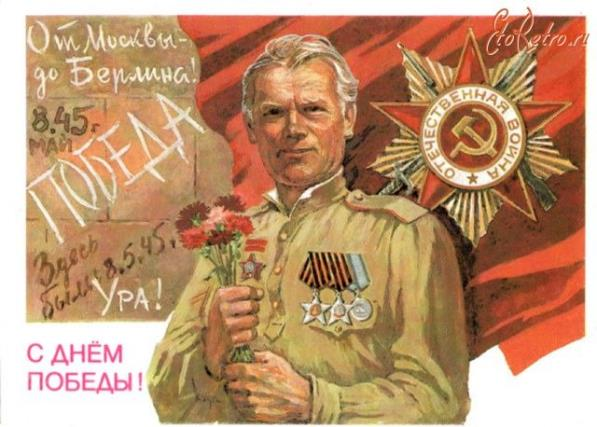 От Москвы-
до Берлина!
8.45 г.
МАЙ
ПОБЕДА
Здесь
были 8.5.45 г.
УРА!
С ДНЁМ
ПОБЕДЫ!
ОТЕЧЕСТВЕННАЯ ВОЙНА
EtoRetro.ru